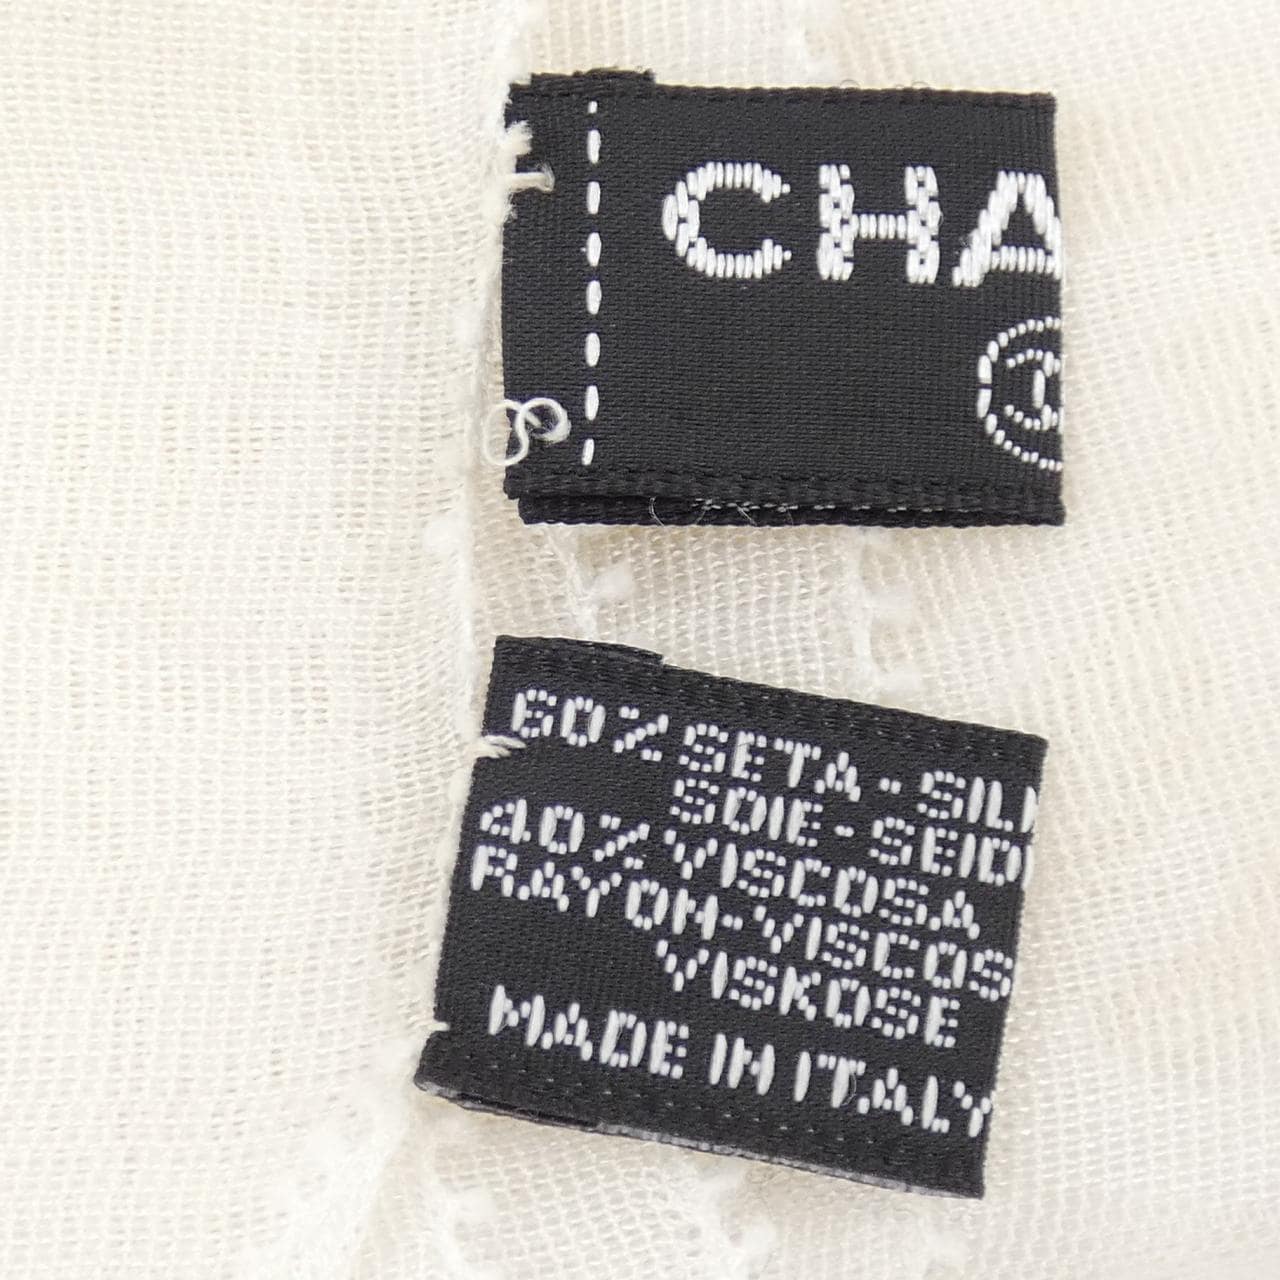 CHA
®
60% SETA - SIL
SOIE - SEID
40% VISCOSA
RAYON-VISCOS
VISKOSE
MADE IN ITALY